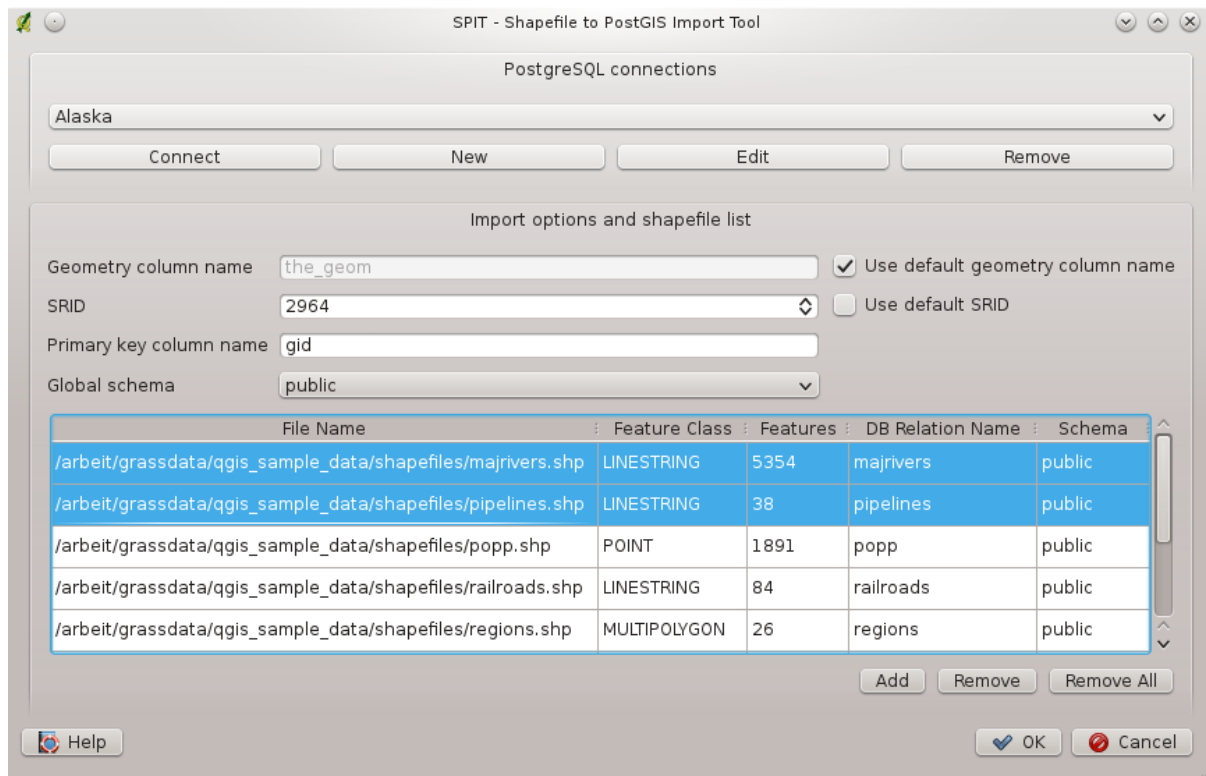 SPIT - Shapefile to PostGIS Import Tool
PostgreSQL connections
Alaska
Connect New Edit Remove
Import options and shapefile list
Geometry column name the_geom Use default geometry column name
SRID 2964 Use default SRID
Primary key column name gid
Global schema public
File Name Feature Class Features DB Relation Name Schema
/arbeit/grassdata/qgis_sample_data/shapefiles/majrivers.shp LINESTRING 5354 majrivers public
/arbeit/grassdata/qgis_sample_data/shapefiles/pipelines.shp LINESTRING 38 pipelines public
/arbeit/grassdata/qgis_sample_data/shapefiles/popp.shp POINT 1891 popp public
/arbeit/grassdata/qgis_sample_data/shapefiles/railroads.shp LINESTRING 84 railroads public
/arbeit/grassdata/qgis_sample_data/shapefiles/regions.shp MULTIPOLYGON 26 regions public
Add Remove Remove All
Help OK Cancel